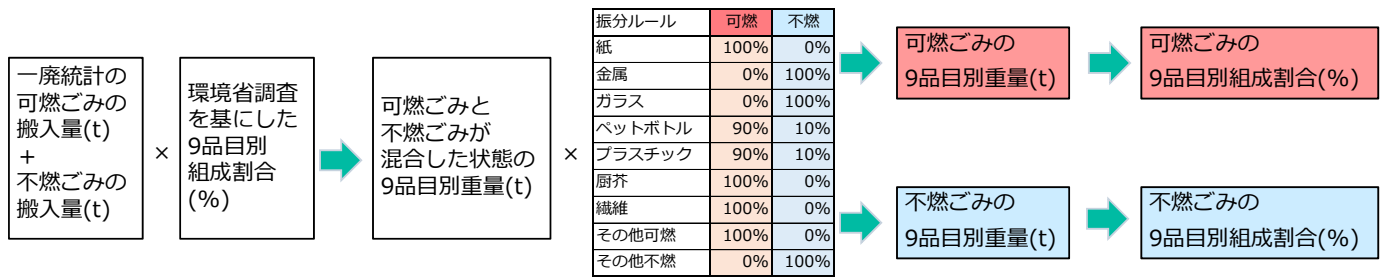 一廃統計の
可燃ごみの
搬入量(t)
+
不燃ごみの
搬入量(t)
×
環境省調査
を基にした
9品目別
組成割合
(%)
可燃ごみと
不燃ごみが
混合した状態の
9品目別重量(t)
×
振分ルール 可燃 不燃
紙 100% 0%
金属 0% 100%
ガラス 0% 100%
ペットボトル 90% 10%
プラスチック 90% 10%
厨芥 100% 0%
繊維 100% 0%
その他可燃 100% 0%
その他不燃 0% 100%
可燃ごみの
9品目別重量(t)
可燃ごみの
9品目別組成割合(%)
不燃ごみの
9品目別重量(t)
不燃ごみの
9品目別組成割合(%)